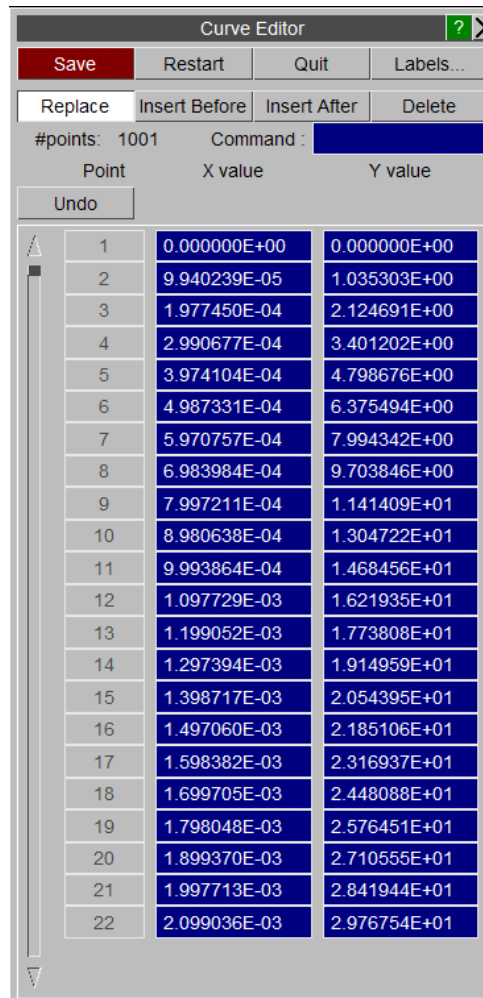 Curve Editor ? X
Save Restart Quit Labels...
Replace Insert Before Insert After Delete
#points: 1001 Command :
Point X value Y value
Undo
1 0.000000E+00 0.000000E+00
2 9.940239E-05 1.035303E+00
3 1.977450E-04 2.124691E+00
4 2.990677E-04 3.401202E+00
5 3.974104E-04 4.798676E+00
6 4.987331E-04 6.375494E+00
7 5.970757E-04 7.994342E+00
8 6.983984E-04 9.703846E+00
9 7.997211E-04 1.141409E+01
10 8.980638E-04 1.304722E+01
11 9.993864E-04 1.468456E+01
12 1.097729E-03 1.621935E+01
13 1.199052E-03 1.773808E+01
14 1.297394E-03 1.914959E+01
15 1.398717E-03 2.054395E+01
16 1.497060E-03 2.185106E+01
17 1.598382E-03 2.316937E+01
18 1.699705E-03 2.448088E+01
19 1.798048E-03 2.576451E+01
20 1.899370E-03 2.710555E+01
21 1.997713E-03 2.841944E+01
22 2.099036E-03 2.976754E+01